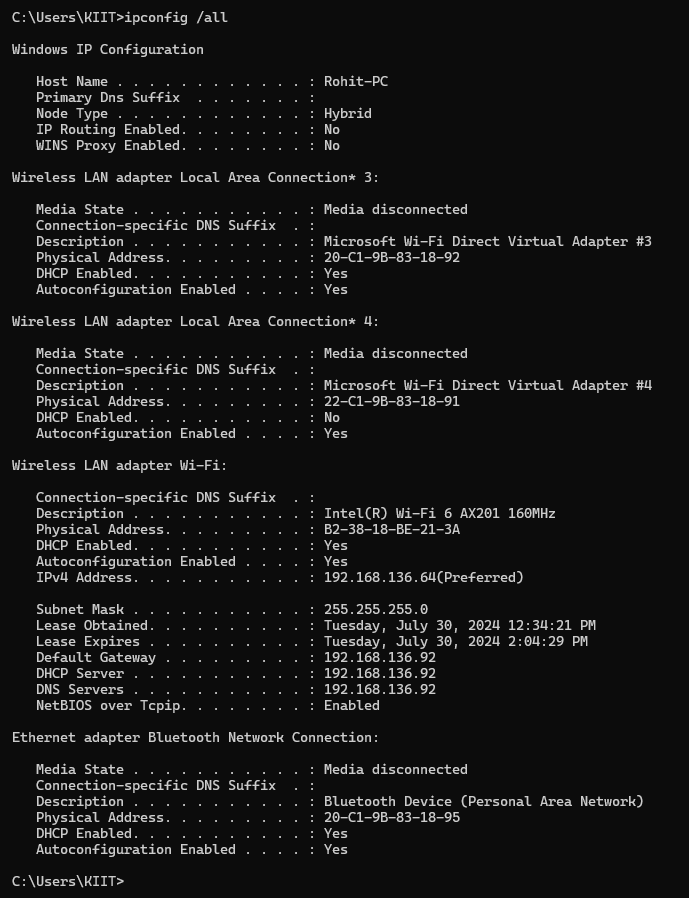 C:\Users\KIIT>ipconfig /all
Windows IP Configuration
Host Name . . . . . . . . . . . . : Rohit-PC
Primary Dns Suffix  . . . . . . . :
Node Type . . . . . . . . . . . . : Hybrid
IP Routing Enabled. . . . . . . . : No
WINS Proxy Enabled. . . . . . . . : No
Wireless LAN adapter Local Area Connection* 3:
Media State . . . . . . . . . . . : Media disconnected
Connection-specific DNS Suffix  . :
Description . . . . . . . . . . . : Microsoft Wi-Fi Direct Virtual Adapter #3
Physical Address. . . . . . . . . : 20-C1-9B-83-18-92
DHCP Enabled. . . . . . . . . . . : Yes
Autoconfiguration Enabled . . . . : Yes
Wireless LAN adapter Local Area Connection* 4:
Media State . . . . . . . . . . . : Media disconnected
Connection-specific DNS Suffix  . :
Description . . . . . . . . . . . : Microsoft Wi-Fi Direct Virtual Adapter #4
Physical Address. . . . . . . . . : 22-C1-9B-83-18-91
DHCP Enabled. . . . . . . . . . . : No
Autoconfiguration Enabled . . . . : Yes
Wireless LAN adapter Wi-Fi:
Connection-specific DNS Suffix  . :
Description . . . . . . . . . . . : Intel(R) Wi-Fi 6 AX201 160MHz
Physical Address. . . . . . . . . : B2-38-18-BE-21-3A
DHCP Enabled. . . . . . . . . . . : Yes
Autoconfiguration Enabled . . . . : Yes
IPv4 Address. . . . . . . . . . . : 192.168.136.64(Preferred)
Subnet Mask . . . . . . . . . . . : 255.255.255.0
Lease Obtained. . . . . . . . . . : Tuesday, July 30, 2024 12:34:21 PM
Lease Expires . . . . . . . . . . : Tuesday, July 30, 2024 2:04:29 PM
Default Gateway . . . . . . . . . : 192.168.136.92
DHCP Server . . . . . . . . . . . : 192.168.136.92
DNS Servers . . . . . . . . . . . : 192.168.136.92
NetBIOS over Tcpip. . . . . . . . : Enabled
Ethernet adapter Bluetooth Network Connection:
Media State . . . . . . . . . . . : Media disconnected
Connection-specific DNS Suffix  . :
Description . . . . . . . . . . . : Bluetooth Device (Personal Area Network)
Physical Address. . . . . . . . . : 20-C1-9B-83-18-95
DHCP Enabled. . . . . . . . . . . : Yes
Autoconfiguration Enabled . . . . : Yes
C:\Users\KIIT>